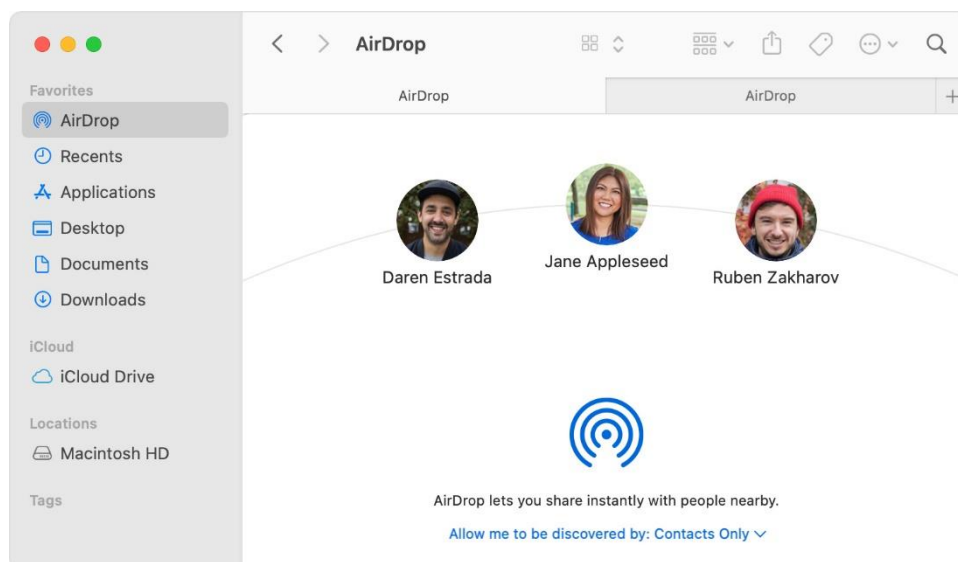 AirDrop
Favorites
AirDrop
Recents
Applications
Desktop
Documents
Downloads
iCloud
iCloud Drive
Locations
Macintosh HD
Tags
AirDrop
AirDrop
Daren Estrada
Jane Appleseed
Ruben Zakharov
AirDrop lets you share instantly with people nearby.
Allow me to be discovered by: Contacts Only